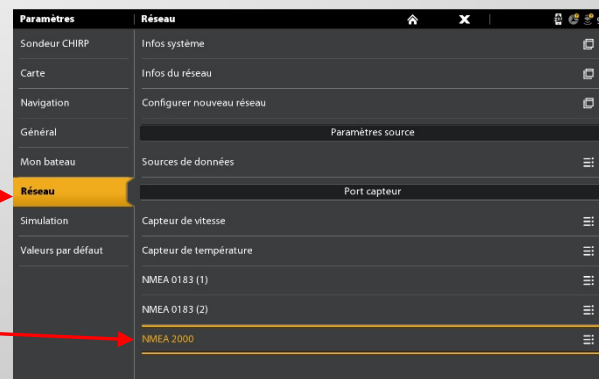 Paramètres
Réseau
X
Sondeur CHIRP
Infos système
Carte
Infos du réseau
Navigation
Configurer nouveau réseau
Général
Paramètres source
Mon bateau
Sources de données
Réseau
Port capteur
Simulation
Capteur de vitesse
Valeurs par défaut
Capteur de température
NMEA 0183 (1)
NMEA 0183 (2)
NMEA 2000